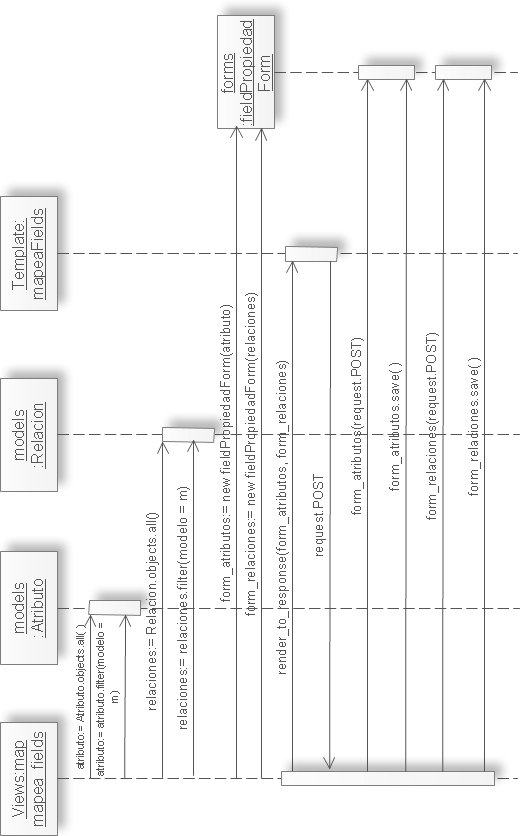 Views:map
mapea_fields
models
:Atributo
models
:Relacion
Template:
mapeaFields
forms
:fieldPropiedad
Form
atributo:= Atributo.objects.all( )
atributo:= atributo.filter(modelo =
m)
relaciones:= Relacion.objects.all()
relaciones:= relaciones.filter(modelo = m)
form_atributos:= new fieldPropiedadForm(atributo)
form_relaciones:= new fieldPropiedadForm(relaciones)
render_to_response(form_atributos, form_relaciones)
request.POST
form_atributos(request.POST)
form_atributos.save( )
form_relaciones(request.POST)
form_relaciones.save( )